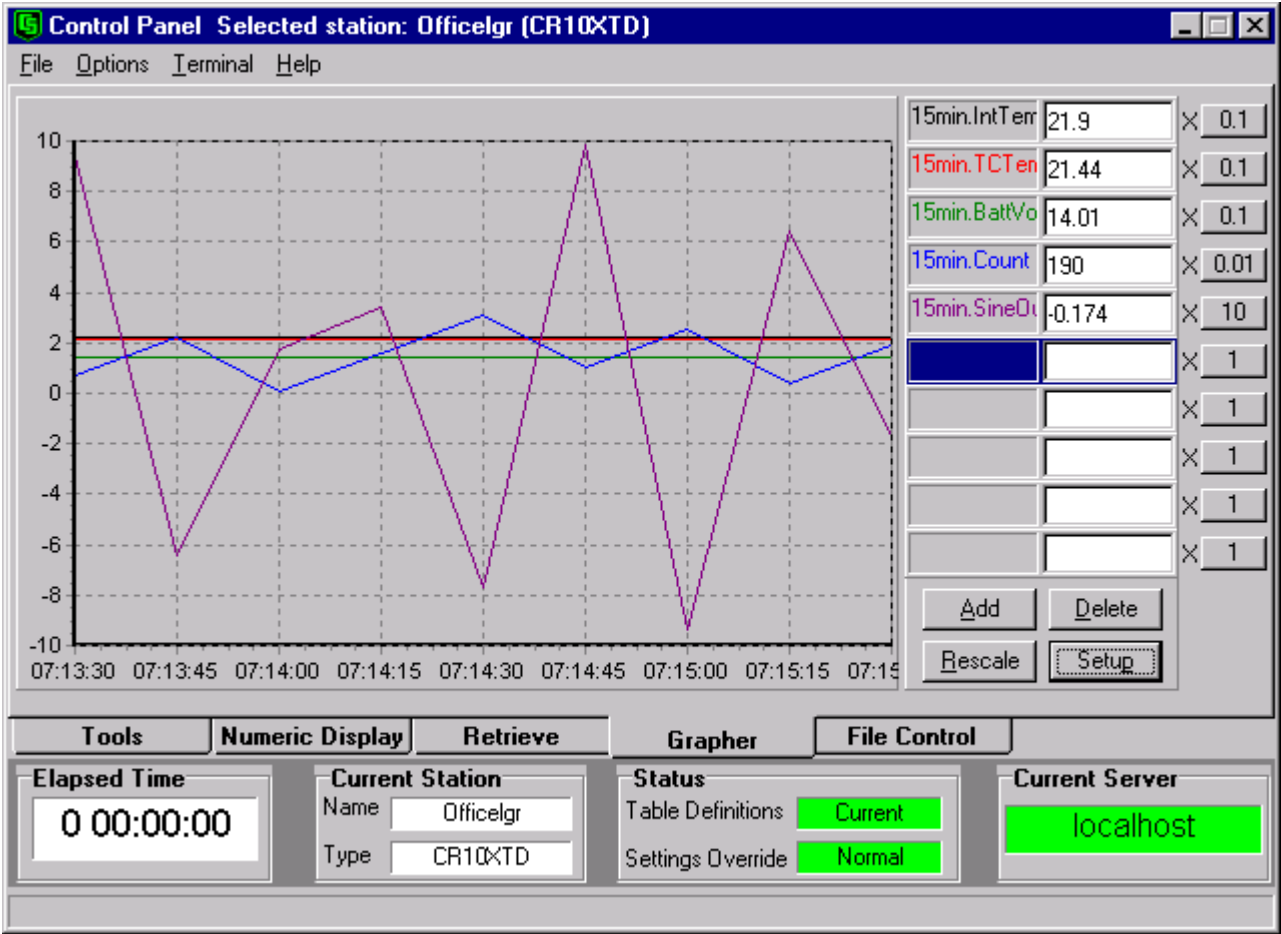 Control Panel Selected station: Officelgr (CR10XTD)
File Options Terminal Help
15min.IntTem 21.9 X 0.1
15min.TCTem 21.44 X 0.1
15min.BattVo 14.01 X 0.1
15min.Count 190 X 0.01
15min.SineOu -0.174 X 10
X 1
X 1
X 1
X 1
X 1
10
8
6
4
2
0
-2
-4
-6
-8
-10
07:13:30 07:13:45 07:14:00 07:14:15 07:14:30 07:14:45 07:15:00 07:15:15 07:15
Add Delete
Rescale Setup
Tools Numeric Display Retrieve Grapher File Control
Elapsed Time
0 00:00:00
Current Station
Name Officelgr
Type CR10XTD
Status
Table Definitions Current
Settings Override Normal
Current Server
localhost